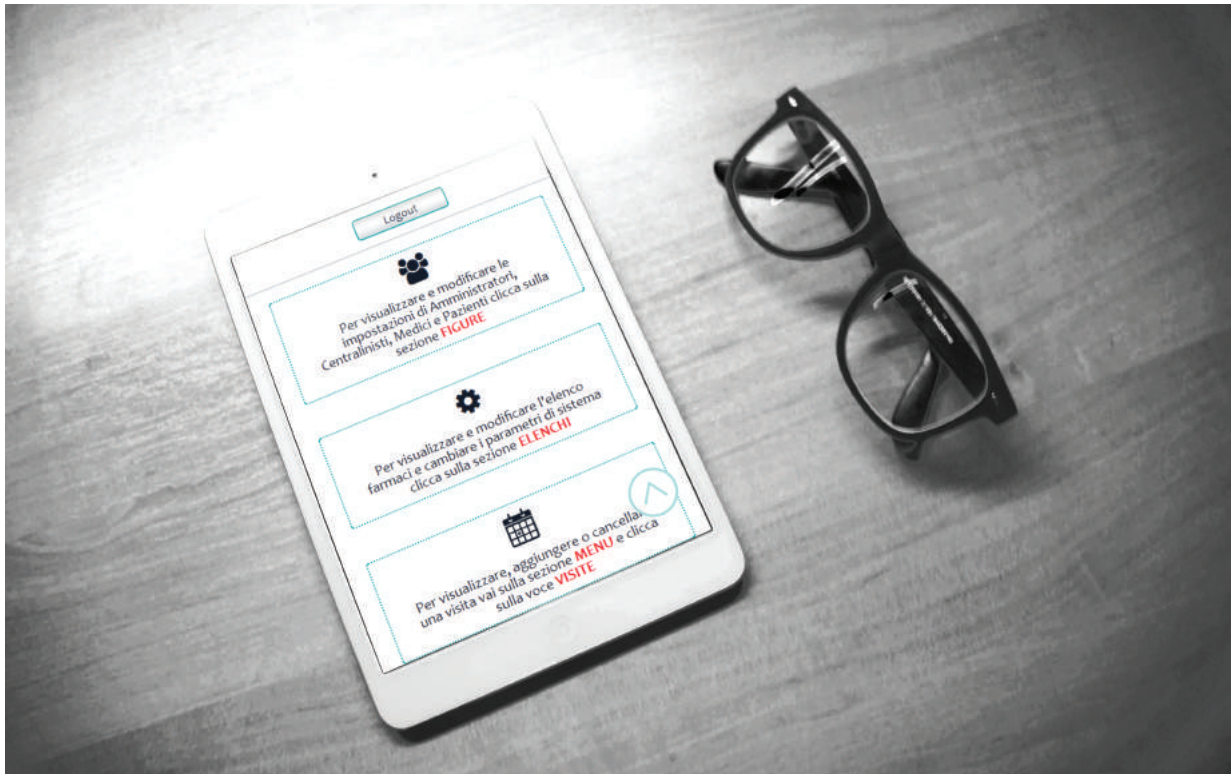 Logout
Per visualizzare e modificare le
impostazioni di Amministratori,
Centralinisti, Medici e Pazienti clicca sulla
sezione FIGURE
Per visualizzare e modificare l'elenco
farmaci e cambiare i parametri di sistema
clicca sulla sezione ELENCHI
Per visualizzare, aggiungere o
una visita vai sulla sezione MENU e clicca
sulla voce VISITE